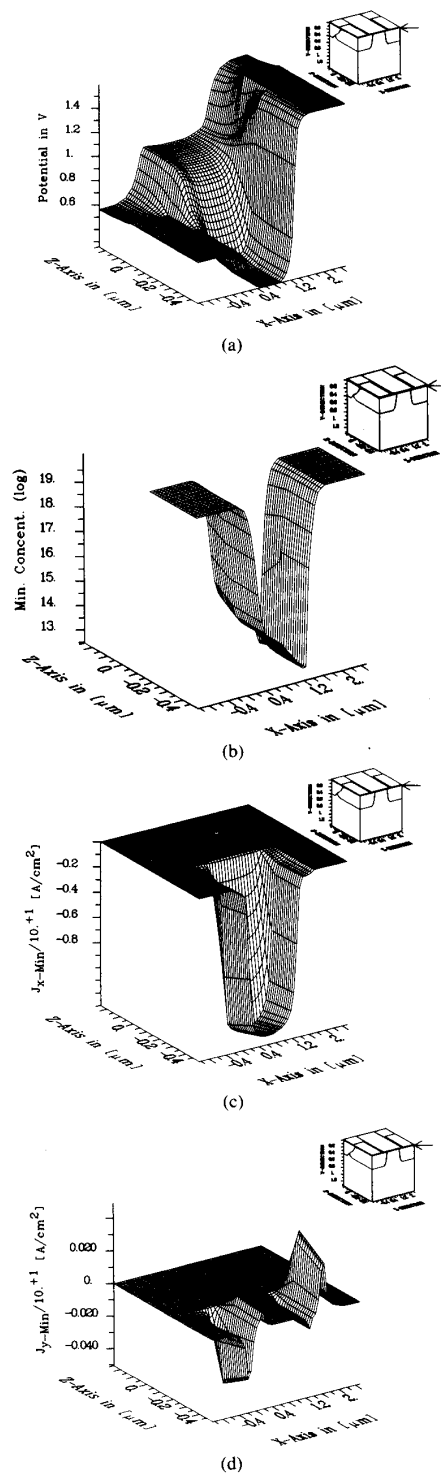 1.4
1.2
1.
0.6
Potential in V
Z-Axis in [μm]
0.
-0.2
-0.4
X-Axis in [μm]
-0.4
0.4
1.2
2.
(a)
19.
18.
17.
16.
15.
14.
13.
Min. Concent. (log)
Z-Axis in [μm]
0.
-0.2
-0.4
X-Axis in [μm]
-0.4
0.4
1.2
2.
(b)
-0.2
-0.4
-0.6
-0.8
Jx-Min/10.+1 [A/cm2]
Z-Axis in [μm]
0.
-0.2
-0.4
X-Axis in [μm]
-0.4
0.4
1.2
2.
(c)
0.020
0.
-0.020
-0.040
Jy-Min/10.+1 [A/cm2]
Z-Axis in [μm]
0.
-0.2
-0.4
X-Axis in [μm]
-0.4
0.4
1.2
2.
(d)